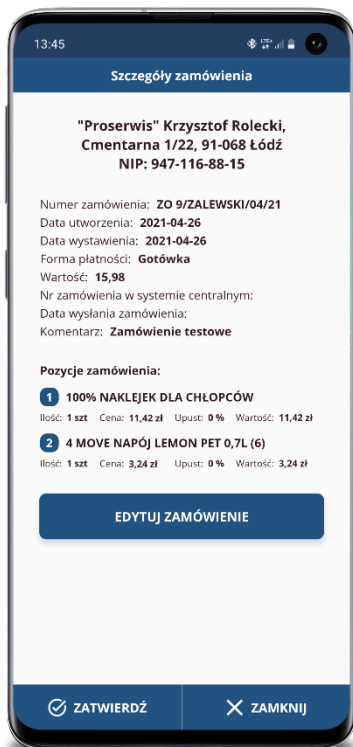 13:45
LTE+
Szczegóły zamówienia
"Proserwis" Krzysztof Rolecki,
Cmentarna 1/22, 91-068 Łódź
NIP: 947-116-88-15
Numer zamówienia: ZO 9/ZALEWSKI/04/21
Data utworzenia: 2021-04-26
Data wystawienia: 2021-04-26
Forma płatności: Gotówka
Wartość: 15,98
Nr zamówienia w systemie centralnym:
Data wysłania zamówienia:
Komentarz: Zamówienie testowe
Pozycje zamówienia:
1 100% NAKLEJEK DLA CHŁOPCÓW
Ilość: 1 szt Cena: 11,42 zł Upust: 0 % Wartość: 11,42 zł
2 4 MOVE NAPÓJ LEMON PET 0,7L (6)
Ilość: 1 szt Cena: 3,24 zł Upust: 0 % Wartość: 3,24 zł
EDYTUJ ZAMÓWIENIE
ZATWIERDŹ ZAMKNIJ